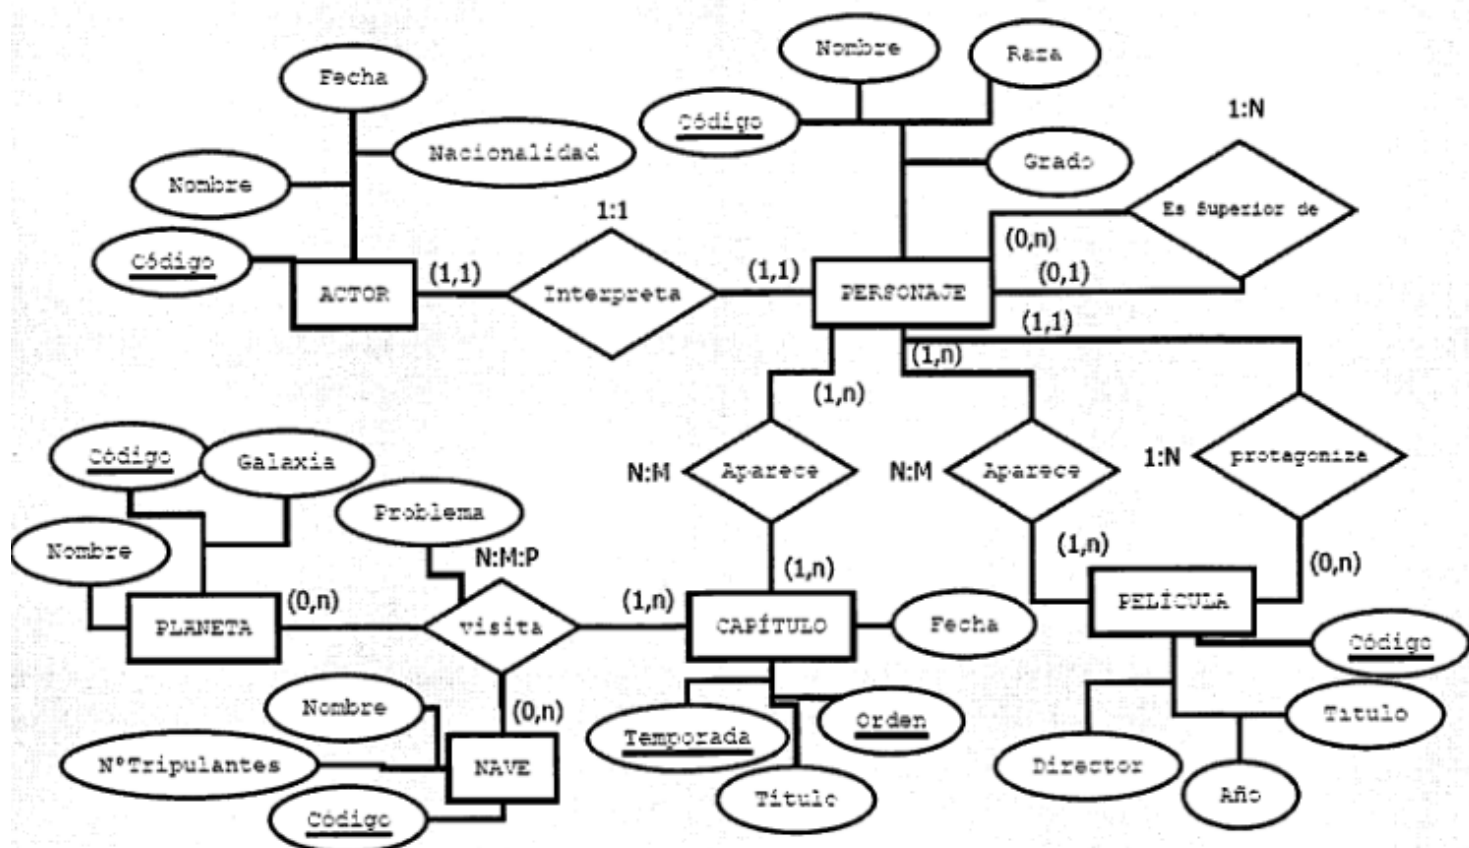 Nombre
Raza
Fecha
Código
1:N
Nacionalidad
Grado
Nombre
Es Superior de
1:1
(0,n)
Código
(1,1)
(1,1)
(0,1)
ACTOR
Interpreta
PERSONAJE
(1,1)
(1,n)
(1,n)
Código
Galaxia
N:M
Aparece
N:M
Aparece
1:N
protagoniza
Problema
Nombre
N:M:P
(1,n)
(0,n)
(1,n)
(0,n)
(1,n)
PELÍCULA
PLANETA
visita
CAPÍTULO
Fecha
Código
Nombre
(0,n)
Orden
Título
Temporada
NºTripulantes
NAVE
Director
Título
Año
Código